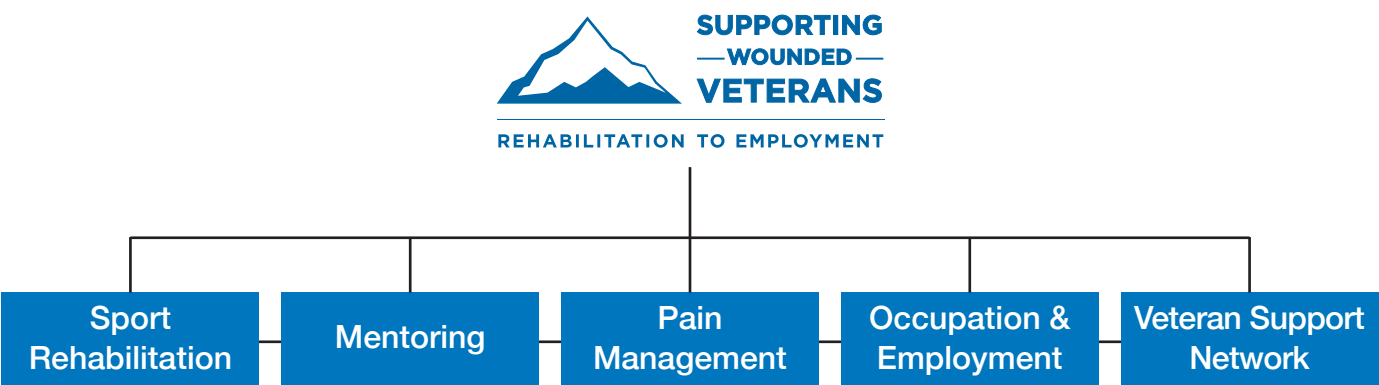 SUPPORTING
WOUNDED
VETERANS
REHABILITATION TO EMPLOYMENT
Sport
Rehabilitation
Mentoring
Pain
Management
Occupation &
Employment
Veteran Support
Network